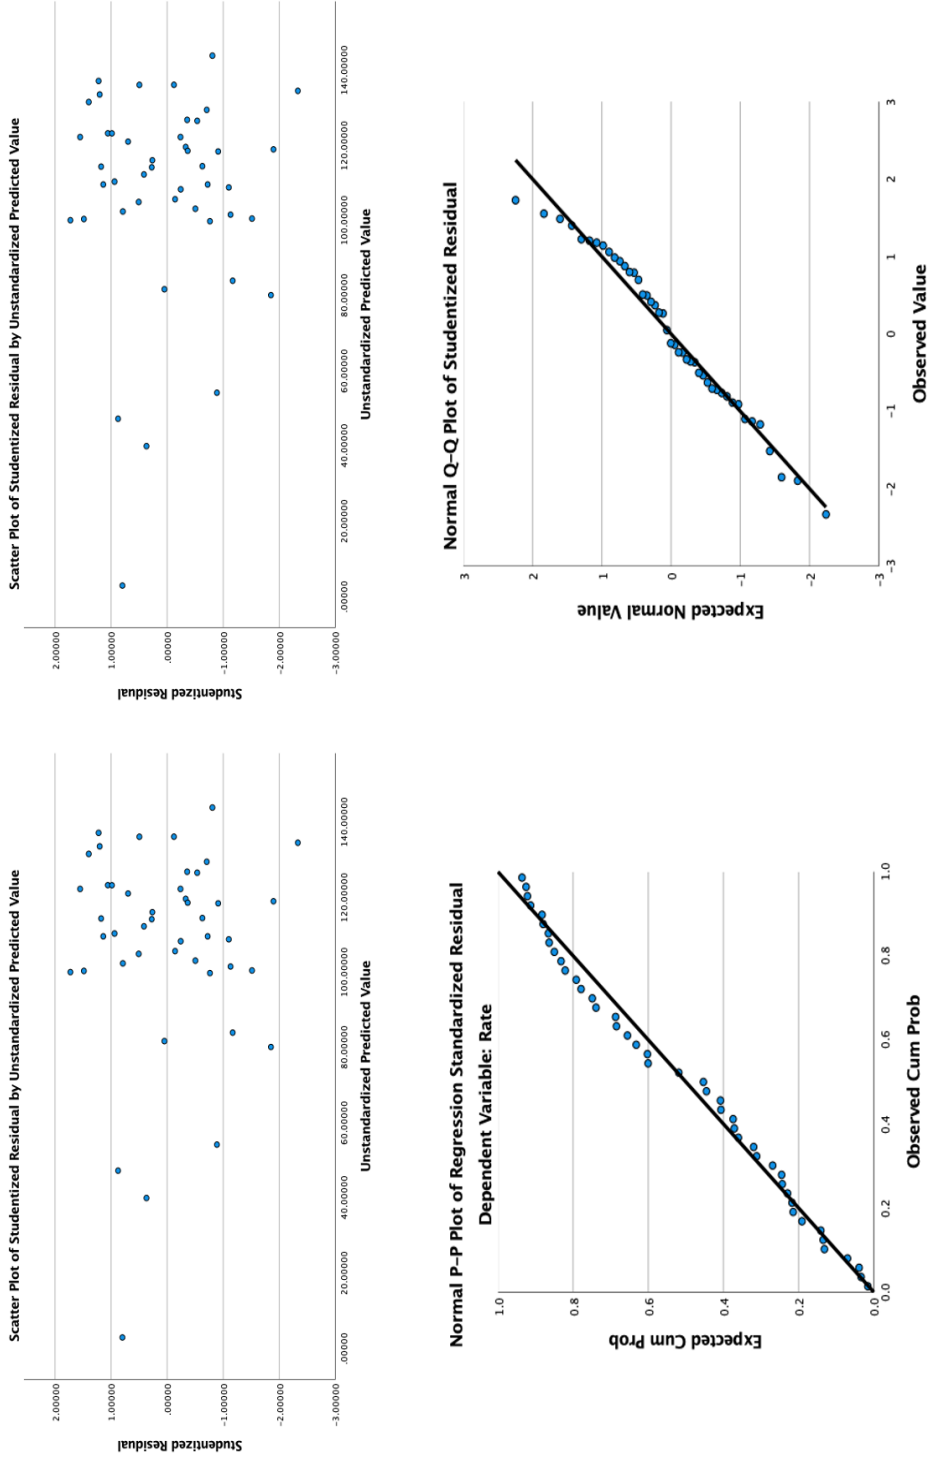 Scatter Plot of Studentized Residual by Unstandardized Predicted Value
2.00000
1.00000
.00000
-1.00000
-2.00000
-3.00000
Studentized Residual
.00000 20.00000 40.00000 60.00000 80.00000 100.00000 120.00000 140.00000
Unstandardized Predicted Value
Scatter Plot of Studentized Residual by Unstandardized Predicted Value
2.00000
1.00000
.00000
-1.00000
-2.00000
-3.00000
Studentized Residual
.00000 20.00000 40.00000 60.00000 80.00000 100.00000 120.00000 140.00000
Unstandardized Predicted Value
Normal P-P Plot of Regression Standardized Residual
Dependent Variable: Rate
1.0
0.8
0.6
0.4
0.2
0.0
Expected Cum Prob
0.0 0.2 0.4 0.6 0.8 1.0
Observed Cum Prob
Normal Q-Q Plot of Studentized Residual
3
2
1
0
-1
-2
-3
Expected Normal Value
-3 -2 -1 0 1 2 3
Observed Value